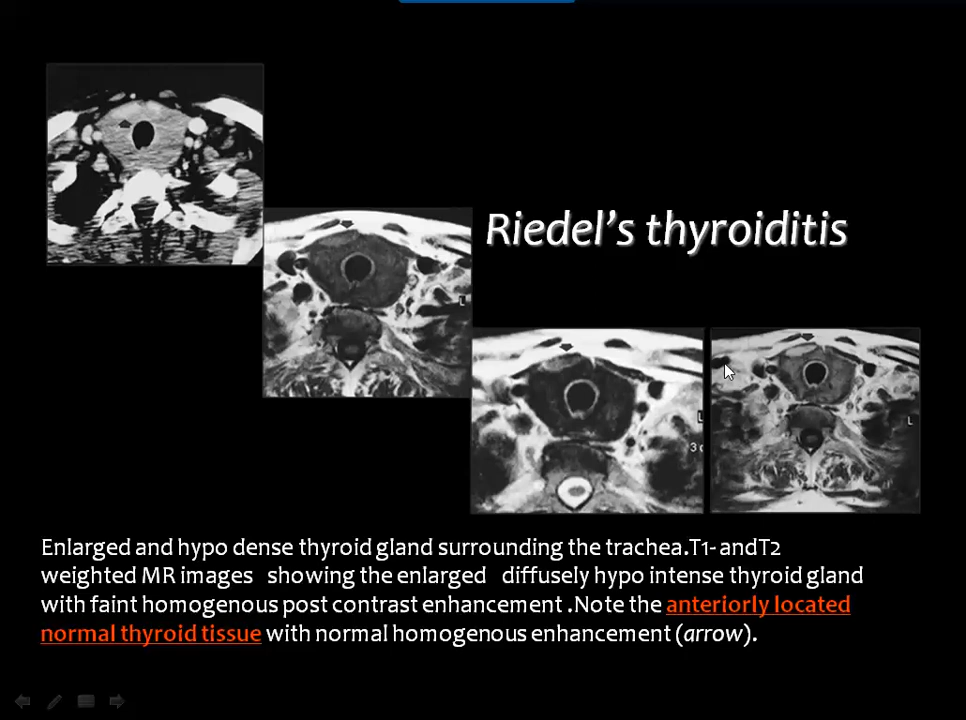 Riedel's thyroiditis
L
L
3 c
L
Enlarged and hypo dense thyroid gland surrounding the trachea.T1- andT2
weighted MR images showing the enlarged diffusely hypo intense thyroid gland
with faint homogenous post contrast enhancement .Note the anteriorly located
normal thyroid tissue with normal homogenous enhancement (arrow).